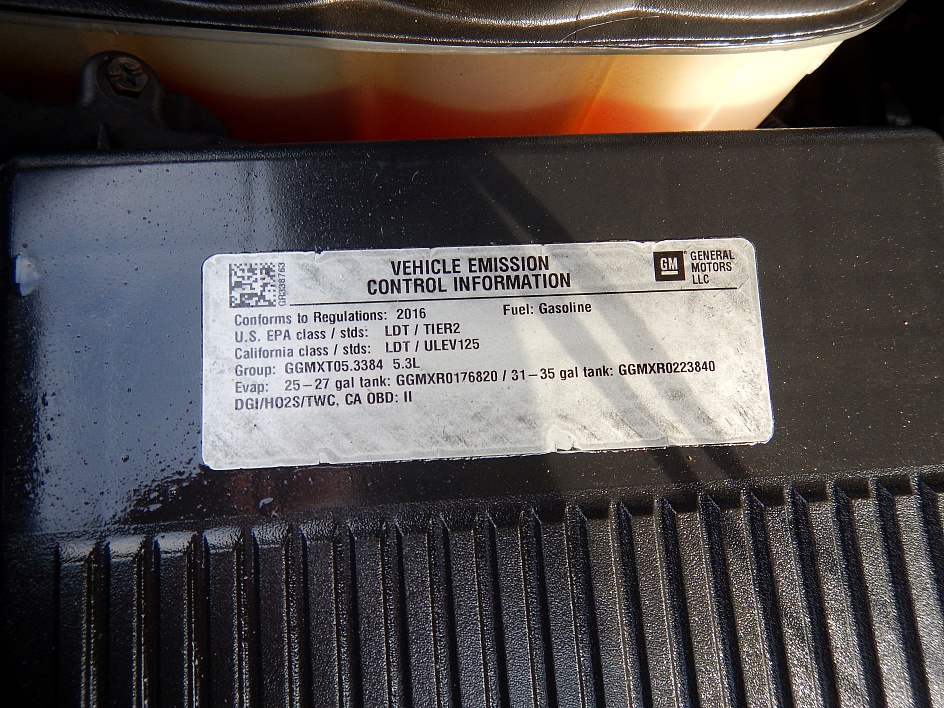 VEHICLE EMISSION
CONTROL INFORMATION
GM
GENERAL
MOTORS
LLC
Conforms to Regulations: 2016 Fuel: Gasoline
U.S. EPA class / stds: LDT / TIER2
California class / stds: LDT / ULEV125
Group: GGMXT05.3384 5.3L
Evap: 25-27 gal tank: GGMXR0176820 / 31-35 gal tank: GGMXR0223840
DGI/HO2S/TWC, CA OBD: II